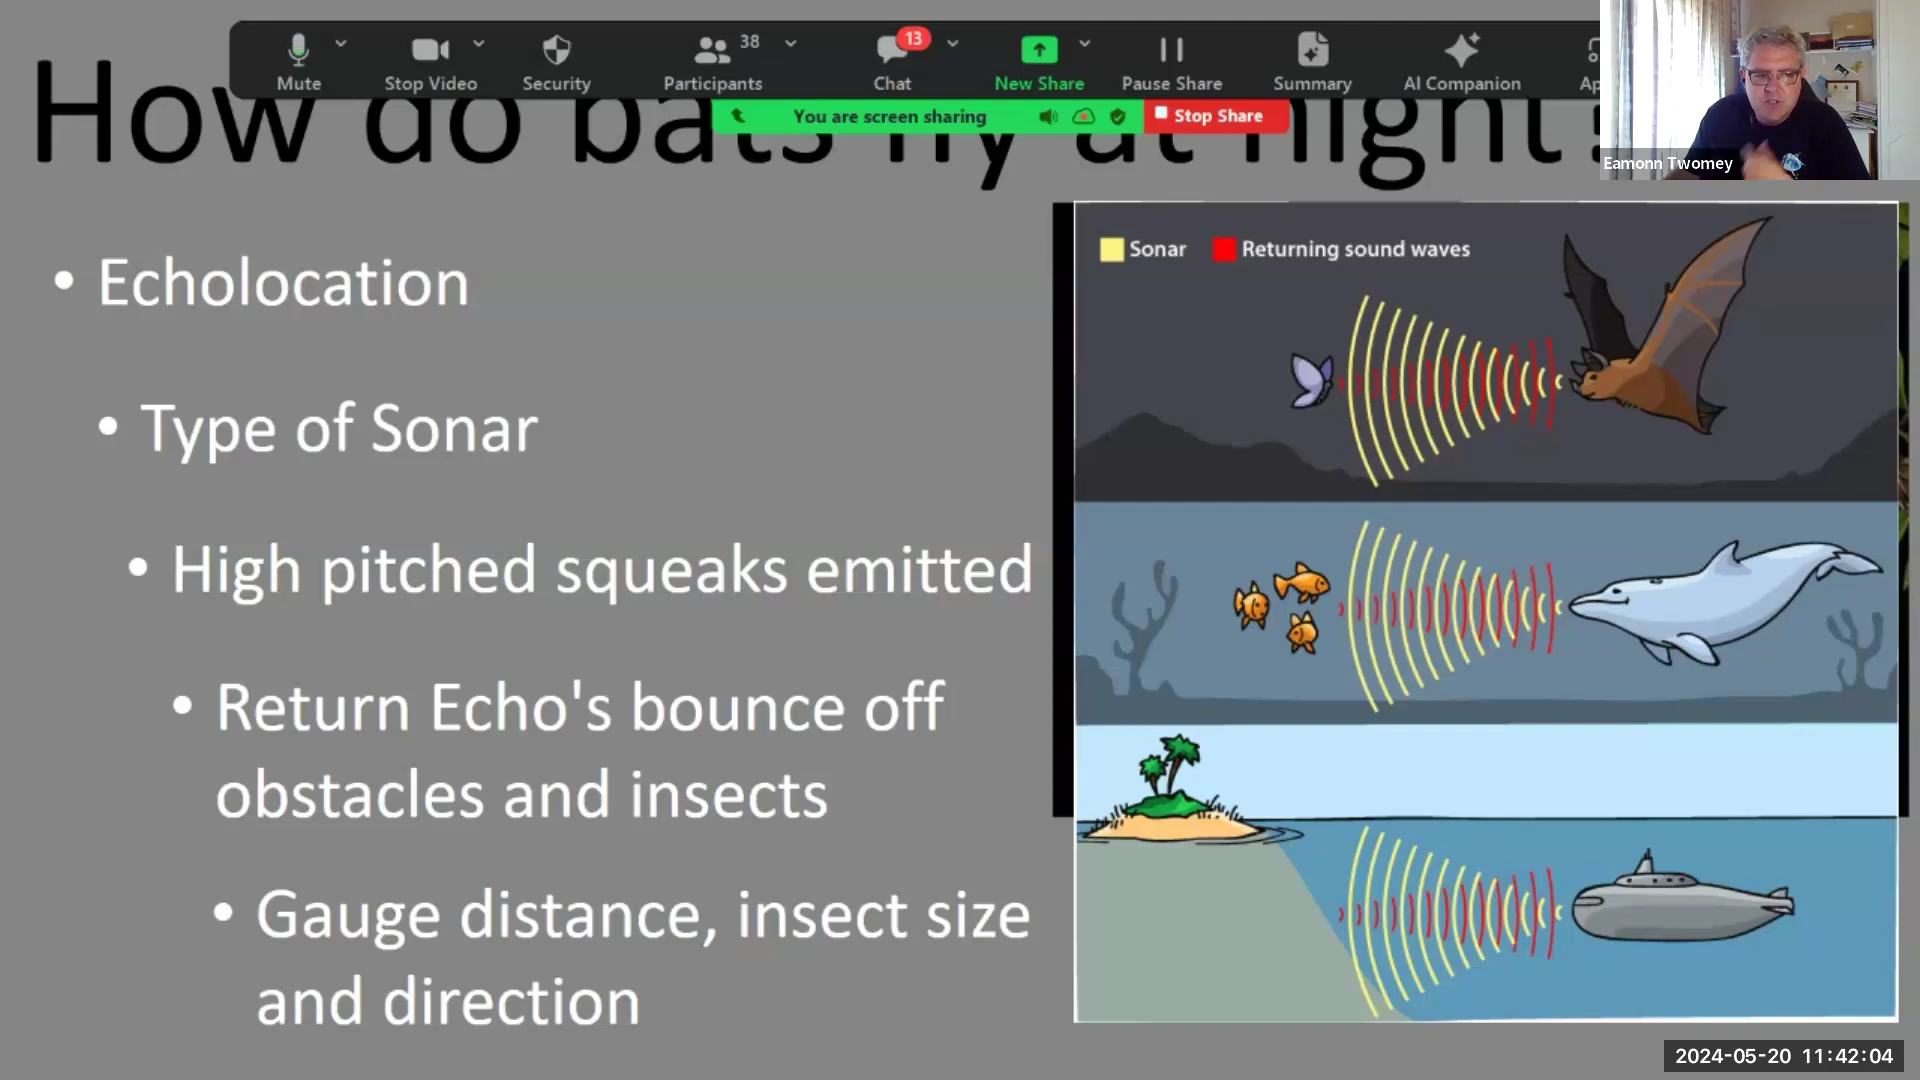 38
13
Mute
Stop Video
Security
Participants
Chat
New Share
Pause Share
Summary
AI Companion
You are screen sharing
Stop Share
Eamonn Twomey
How do bats fly at night?
• Echolocation
• Type of Sonar
• High pitched squeaks emitted
• Return Echo's bounce off
obstacles and insects
• Gauge distance, insect size
and direction
Sonar
Returning sound waves
2024-05-20 11:42:04